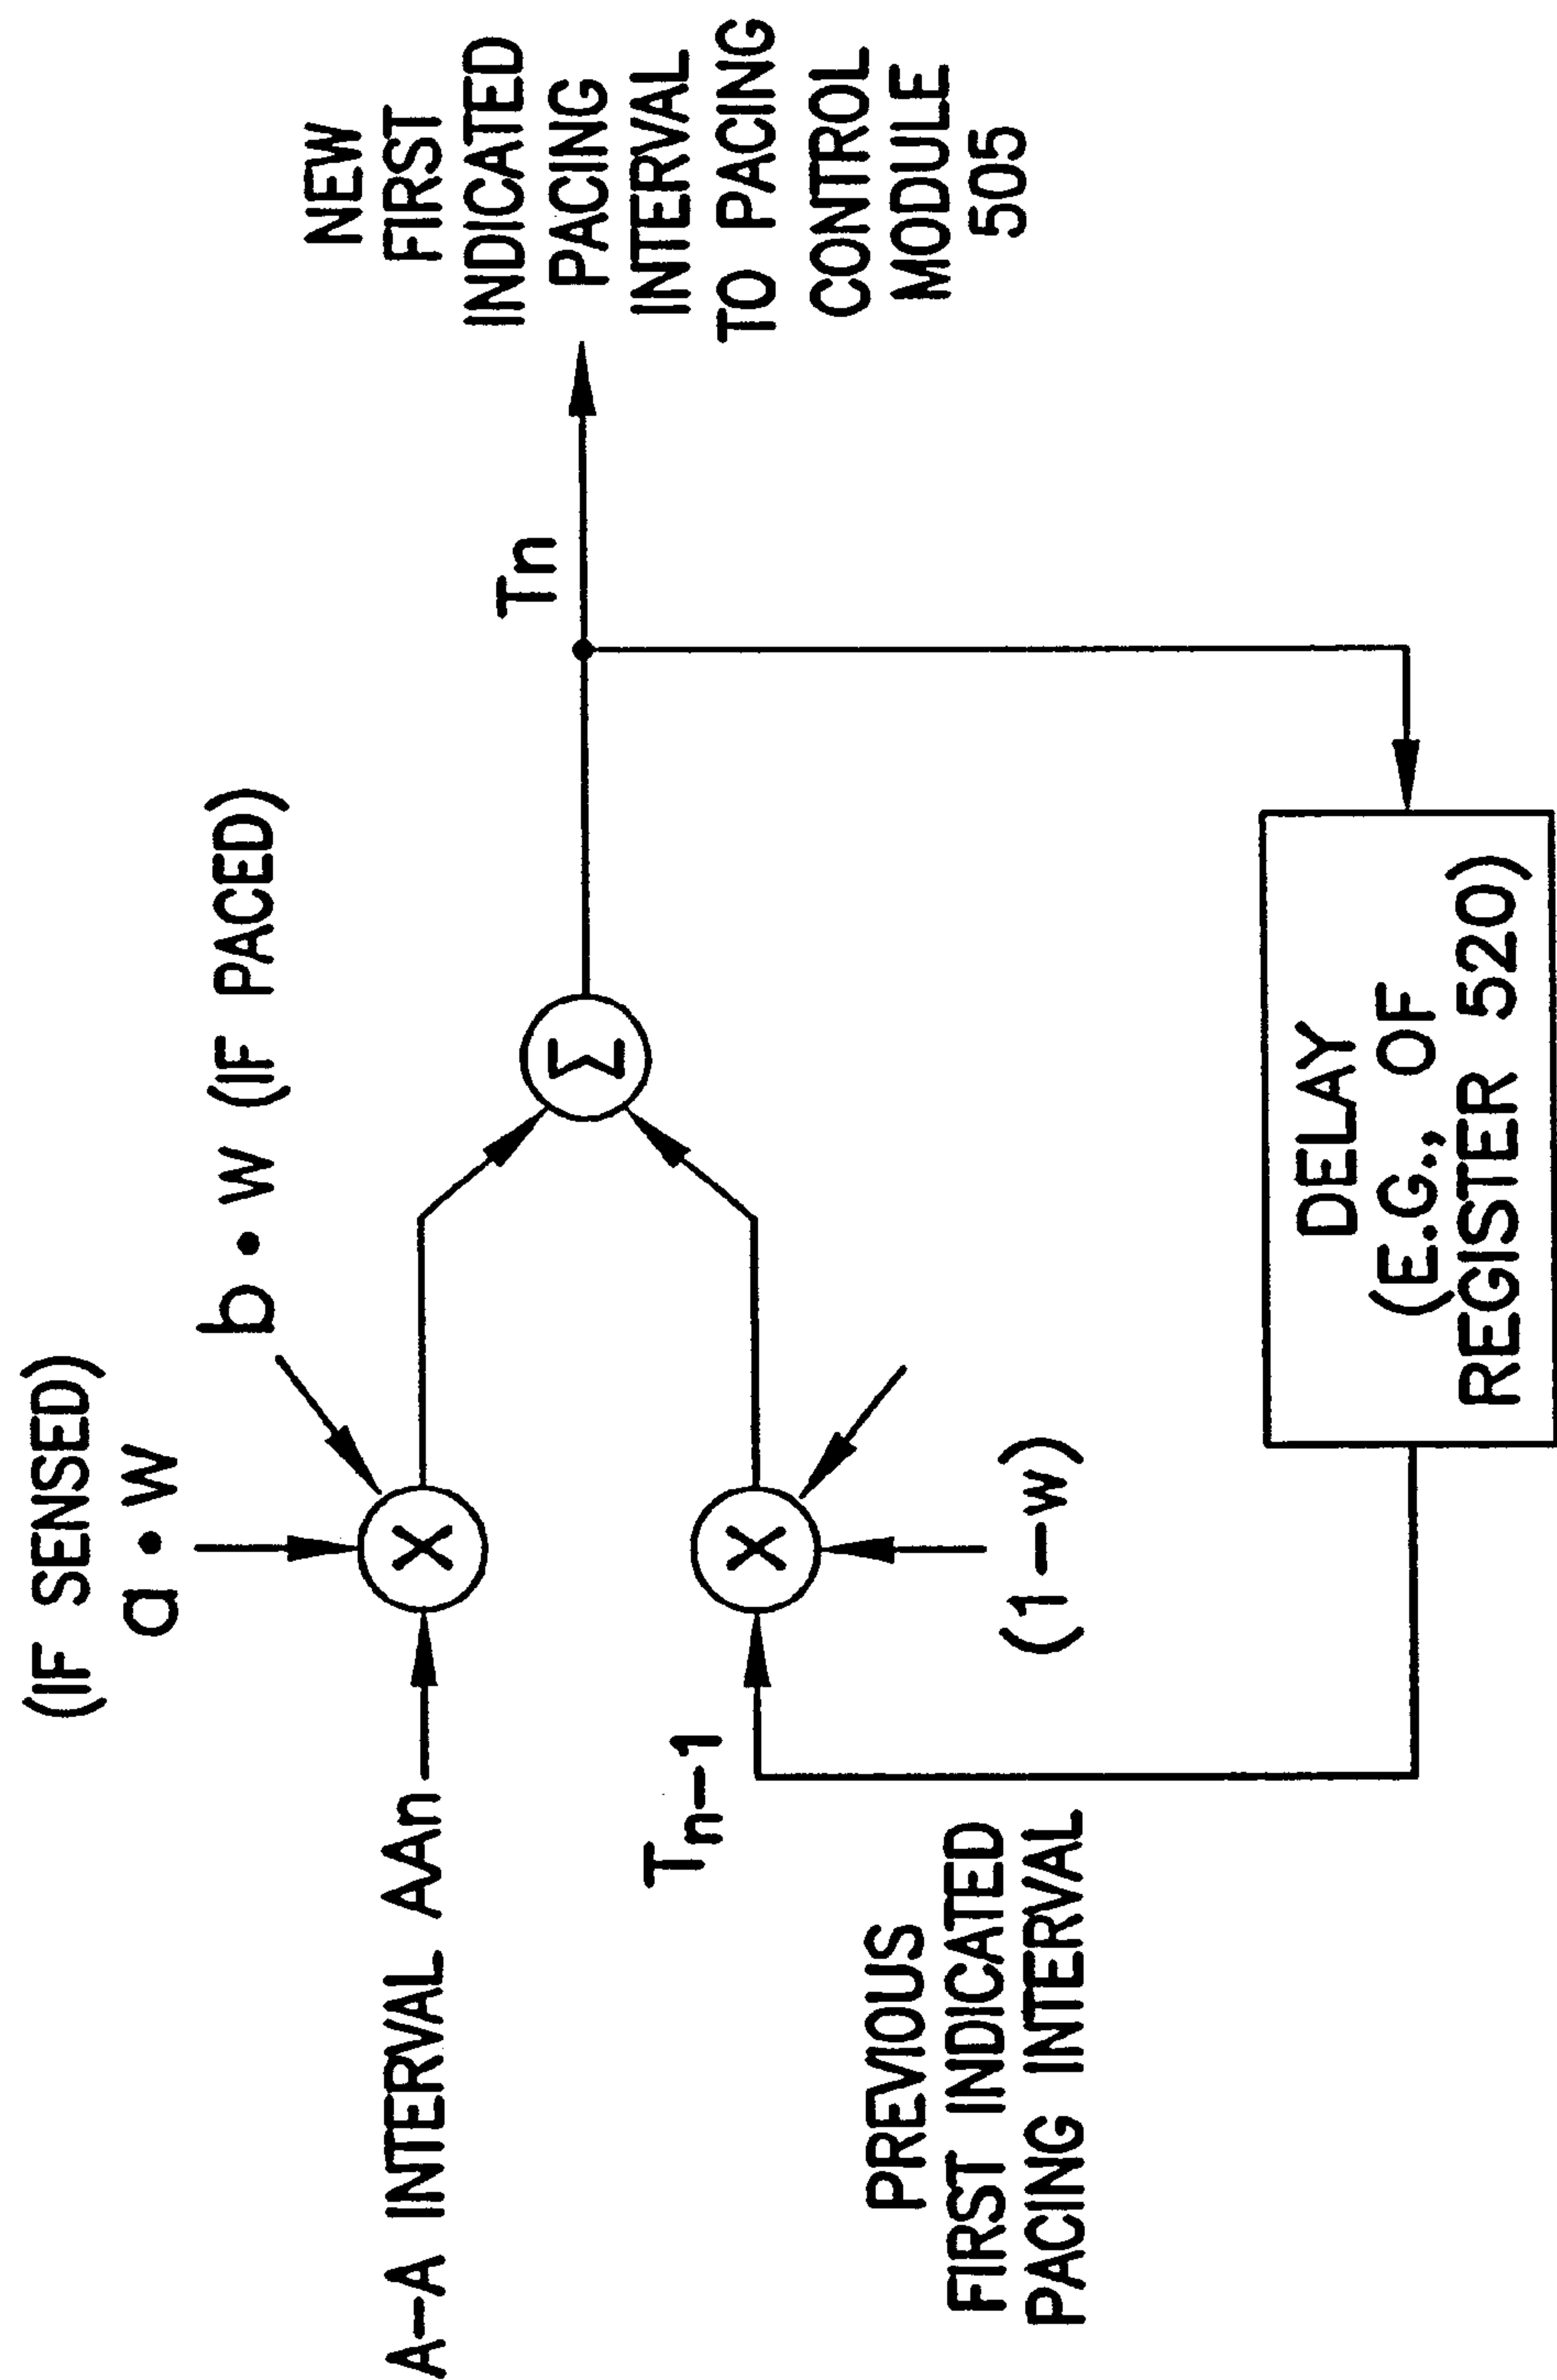 (IF SENSED)
a • w
b • w (IF PACED)
A–A INTERVAL AAn
X
Σ
Tn
NEW
FIRST
INDICATED
PACING
INTERVAL
TO PACING
CONTROL
MODULE
505
Tn–1
X
(1–w)
PREVIOUS
FIRST INDICATED
PACING INTERVAL
DELAY
(E.G., OF
REGISTER 520)